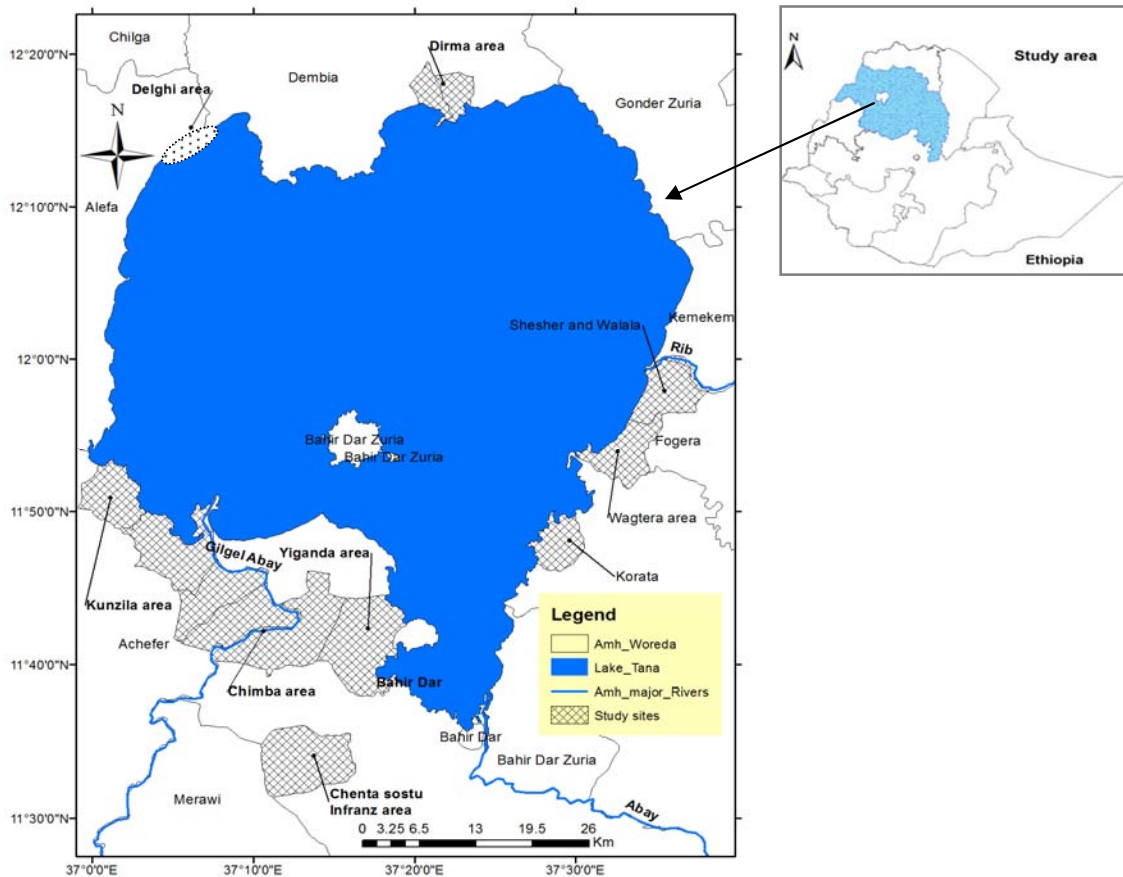 Chilga
12°20'0"N
Dirma area
Dembia
Delghi area
Gonder Zuria
N
12°10'0"N
Alefa
Shesher and Walala
Kemekem
Rib
12°0'0"N
Bahir Dar Zuria
Bahir Dar Zuria
Fogera
11°50'0"N
Wagtera area
Gilgel Abay
Yiganda area
Korata
Kunzila area
Achefer
11°40'0"N
Chimba area
Bahir Dar
Bahir Dar
Bahir Dar Zuria
Merawi
Chenta sostu
Infranz area
Abay
11°30'0"N
0 3.25 6.5 13 19.5 26
Km
37°0'0"E 37°10'0"E 37°20'0"E 37°30'0"E
Legend
Amh_Woreda
Lake_Tana
Amh_major_Rivers
Study sites
N
Study area
Ethiopia